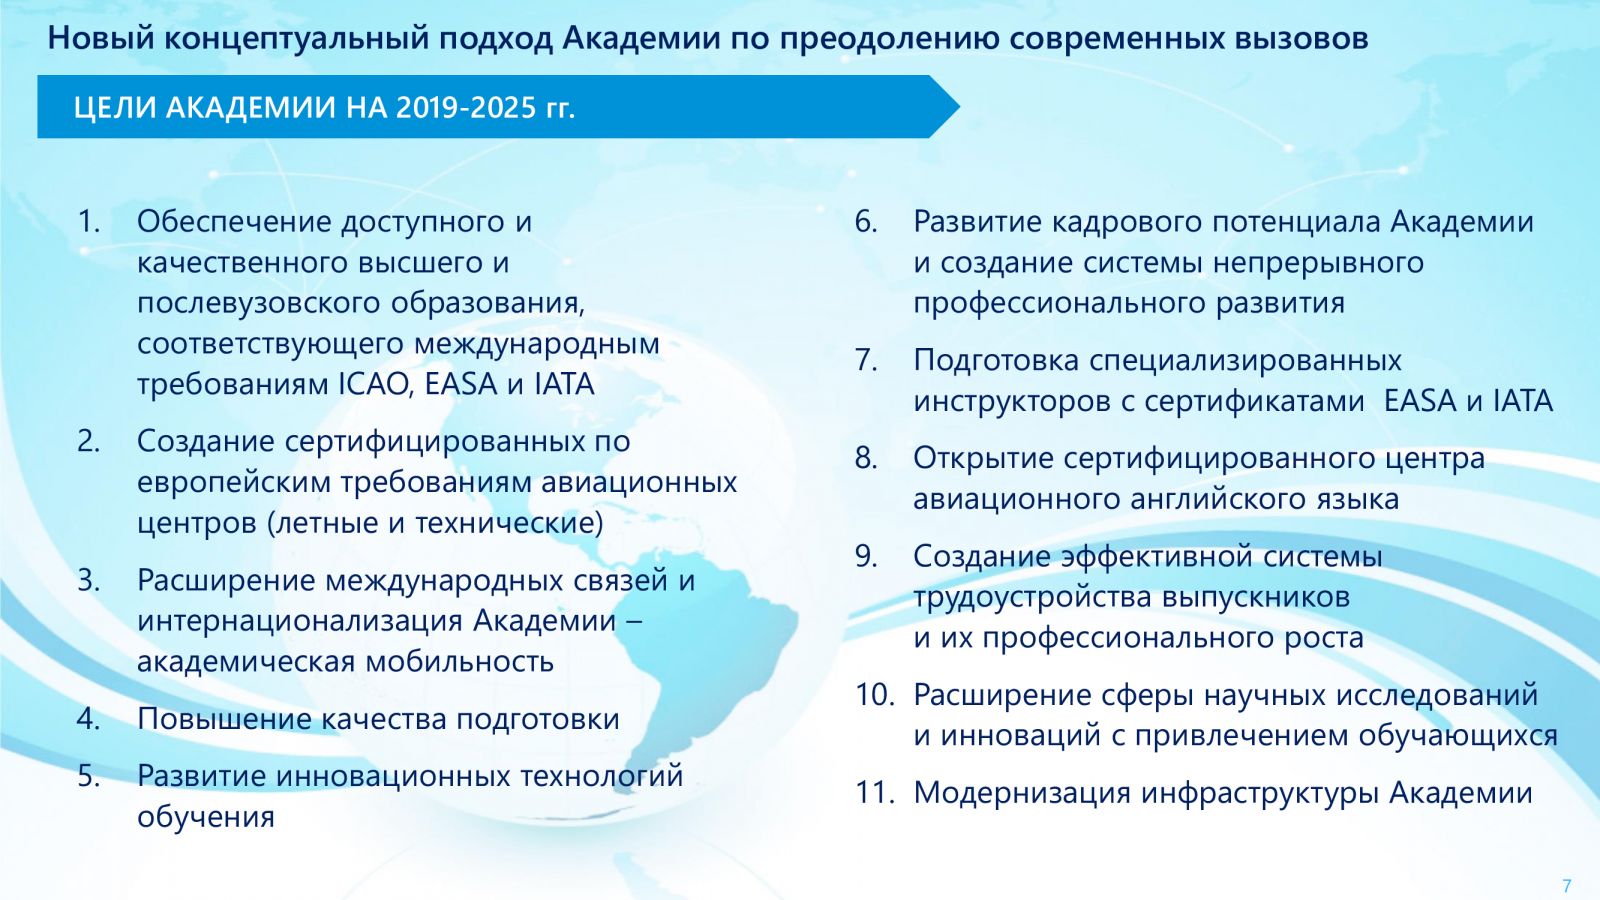 Новый концептуальный подход Академии по преодолению современных вызовов
ЦЕЛИ АКАДЕМИИ НА 2019-2025 гг.
1. Обеспечение доступного и
качественного высшего и
послевузовского образования,
соответствующего международным
требованиям ICAO, EASA и IATA
2. Создание сертифицированных по
европейским требованиям авиационных
центров (летные и технические)
3. Расширение международных связей и
интернационализация Академии –
академическая мобильность
4. Повышение качества подготовки
5. Развитие инновационных технологий
обучения
6. Развитие кадрового потенциала Академии
и создание системы непрерывного
профессионального развития
7. Подготовка специализированных
инструкторов с сертификатами EASA и IATA
8. Открытие сертифицированного центра
авиационного английского языка
9. Создание эффективной системы
трудоустройства выпускников
и их профессионального роста
10. Расширение сферы научных исследований
и инноваций с привлечением обучающихся
11. Модернизация инфраструктуры Академии
7